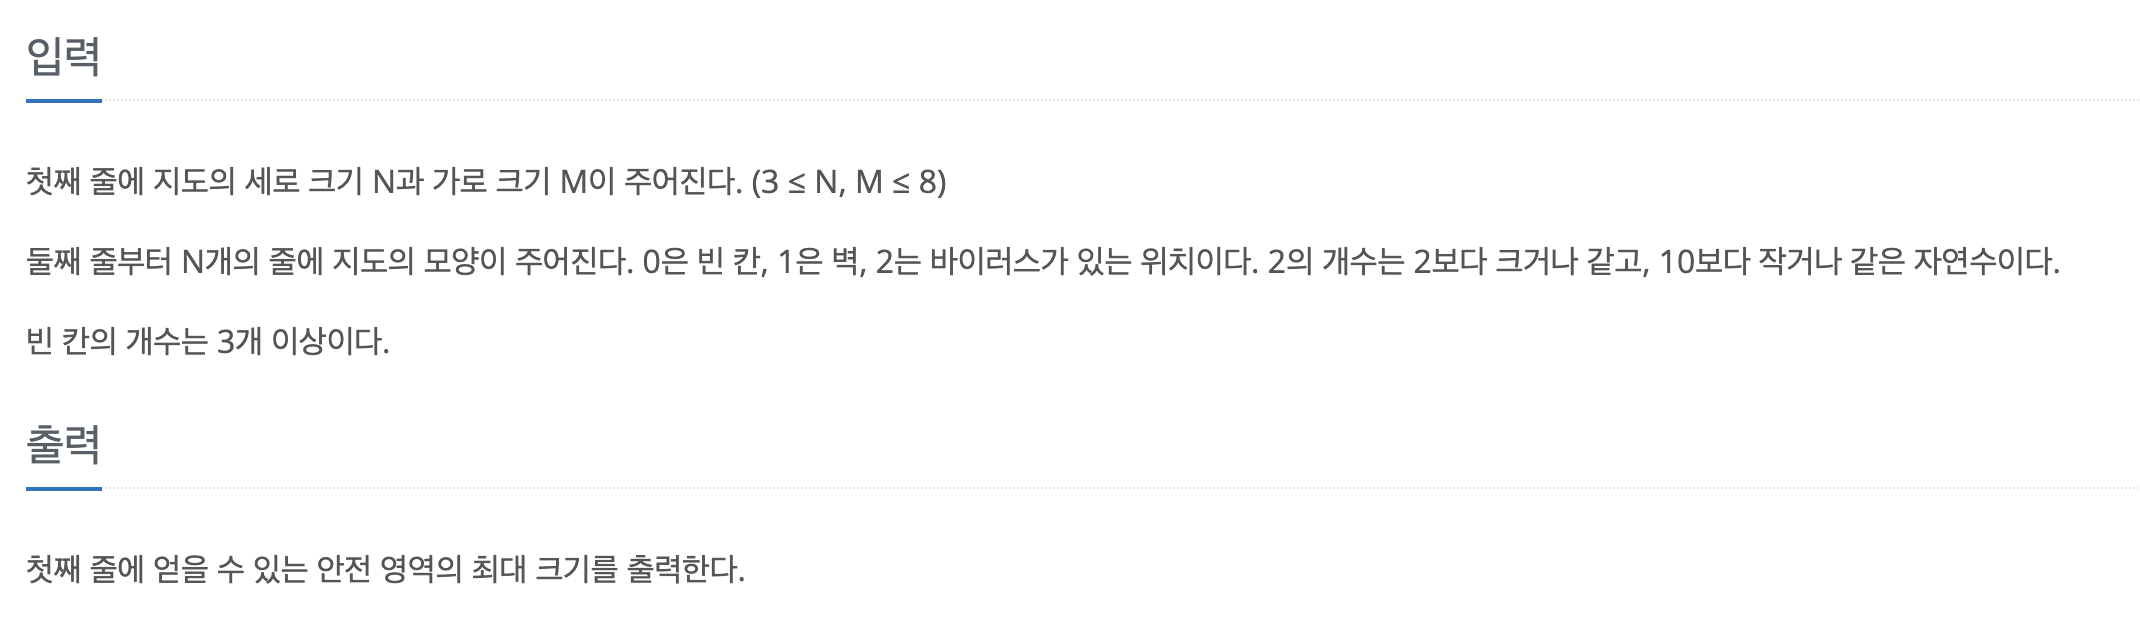 입력
첫째 줄에 지도의 세로 크기 N과 가로 크기 M이 주어진다. (3 ≤ N, M ≤ 8)
둘째 줄부터 N개의 줄에 지도의 모양이 주어진다. 0은 빈 칸, 1은 벽, 2는 바이러스가 있는 위치이다. 2의 개수는 2보다 크거나 같고, 10보다 작거나 같은 자연수이다.
빈 칸의 개수는 3개 이상이다.
출력
첫째 줄에 얻을 수 있는 안전 영역의 최대 크기를 출력한다.